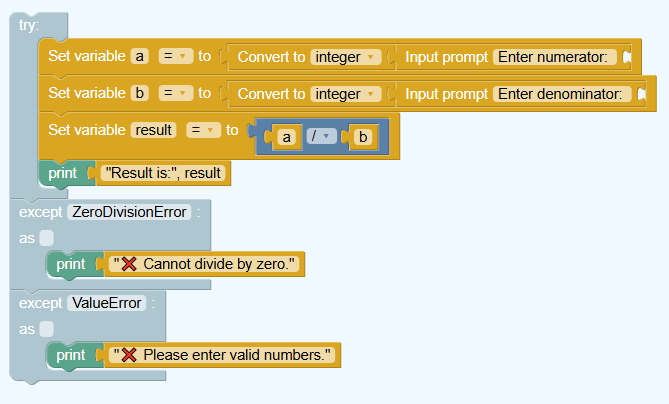 try:
Set variable a = to Convert to integer Input prompt Enter numerator:
Set variable b = to Convert to integer Input prompt Enter denominator:
Set variable result = to a / b
print "Result is:", result
except ZeroDivisionError :
as
print "❌ Cannot divide by zero."
except ValueError :
as
print "❌ Please enter valid numbers."